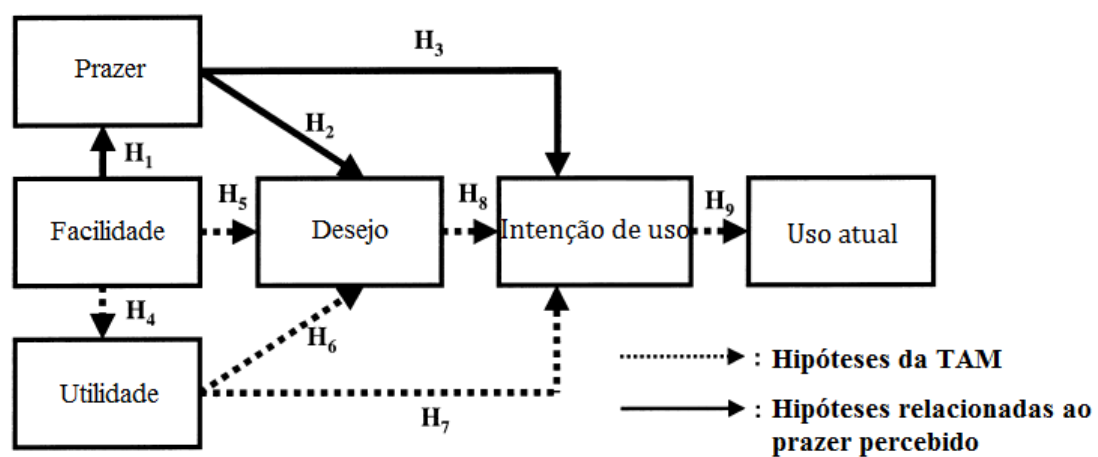 Prazer
H3
H2
H1
Facilidade
H5
Desejo
H8
Intenção de uso
H9
Uso atual
H4
H6
Utilidade
H7
: Hipóteses da TAM
: Hipóteses relacionadas ao
prazer percebido